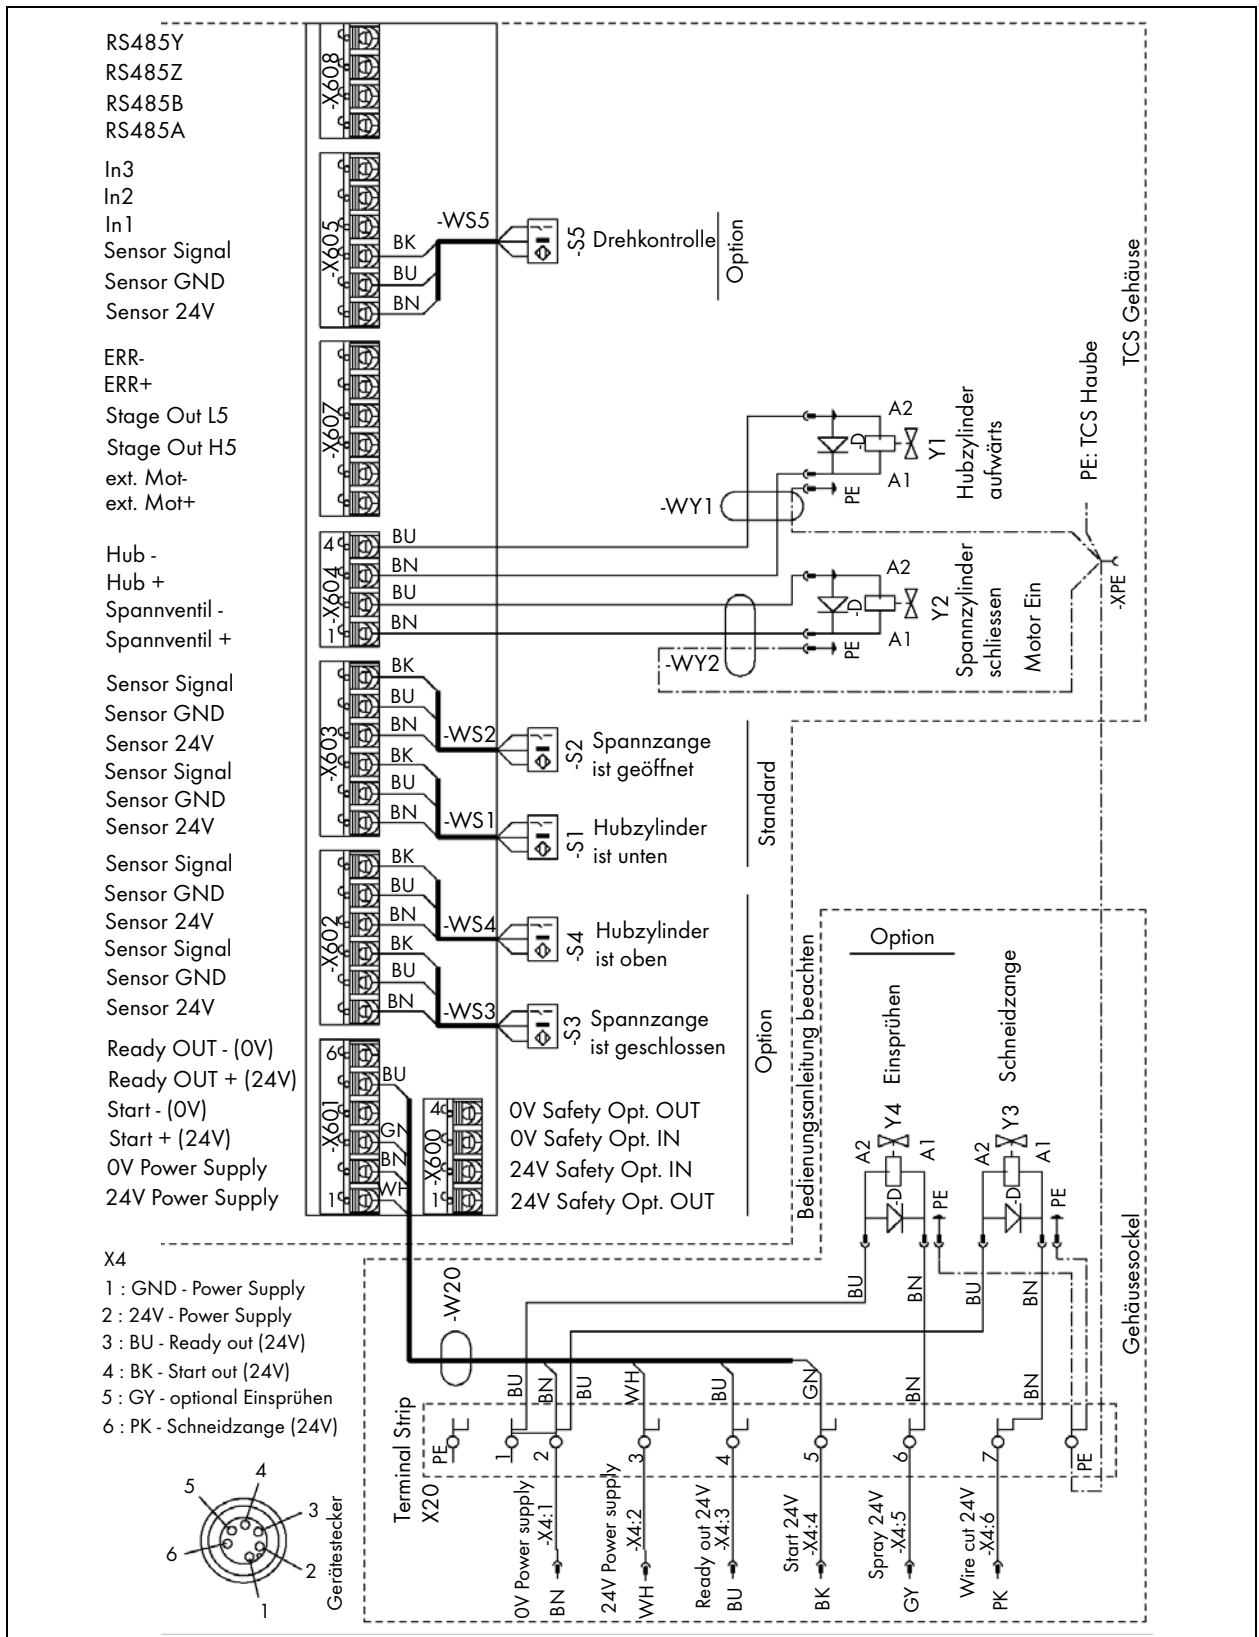 RS485Y
RS485Z
RS485B
RS485A
-X608
In3
In2
In1
Sensor Signal
Sensor GND
Sensor 24V
-X605
BK
BU
BN
-WS5
-S5
Drehkontrolle
Option
ERR-
ERR+
Stage Out L5
Stage Out H5
ext. Mot-
ext. Mot+
-X607
Hub -
Hub +
Spannventil -
Spannventil +
4
-X604
1
BU
BN
BU
BN
-WY1
A2
-D
A1
PE
Y1
Hubzylinder
aufwärts
-WY2
A2
-D
A1
PE
Y2
Spannzylinder
schliessen
Motor Ein
PE: TCS Haube
TCS Gehäuse
-XPE
Sensor Signal
Sensor GND
Sensor 24V
Sensor Signal
Sensor GND
Sensor 24V
-X603
BK
BU
BN
BK
BU
BN
-WS2
-S2
Spannzange
ist geöffnet
-WS1
-S1
Hubzylinder
ist unten
Standard
Sensor Signal
Sensor GND
Sensor 24V
Sensor Signal
Sensor GND
Sensor 24V
-X602
BK
BU
BN
BK
BU
BN
-WS4
-S4
Hubzylinder
ist oben
-WS3
-S3
Spannzange
ist geschlossen
Option
Ready OUT - (0V)
Ready OUT + (24V)
Start - (0V)
Start + (24V)
0V Power Supply
24V Power Supply
6
-X601
1
BU
GN
BN
WH
4
-X600
1
0V Safety Opt. OUT
0V Safety Opt. IN
24V Safety Opt. IN
24V Safety Opt. OUT
Bedienungsanleitung beachten
Option
Einsprühen
Schneidzange
A2
Y4
A1
-D
PE
A2
Y3
A1
-D
PE
BU
BN
BU
BN
Gehäusesockel
X4
1 : GND - Power Supply
2 : 24V - Power Supply
3 : BU - Ready out (24V)
4 : BK - Start out (24V)
5 : GY - optional Einsprühen
6 : PK - Schneidzange (24V)
-W20
BU
BN
BU
WH
BU
GN
BN
BN
Terminal Strip
X20
PE
1
2
3
4
5
6
7
PE
0V Power supply
-X4:1
24V Power supply
-X4:2
Ready out 24V
-X4:3
Start 24V
-X4:4
Spray 24V
-X4:5
Wire cut 24V
-X4:6
BN
WH
BU
BK
GY
PK
5
4
3
6
2
1
Gerätestecker